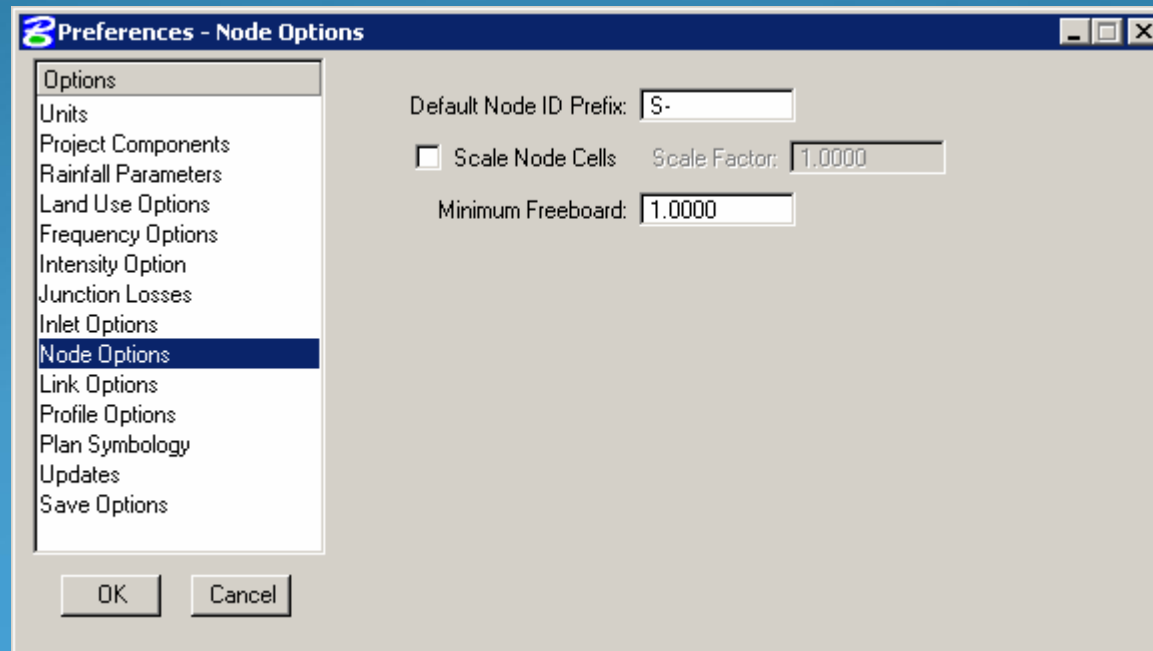 Preferences - Node Options
Options
Units
Project Components
Rainfall Parameters
Land Use Options
Frequency Options
Intensity Option
Junction Losses
Inlet Options
Node Options
Link Options
Profile Options
Plan Symbology
Updates
Save Options
Default Node ID Prefix: S-
Scale Node Cells Scale Factor: 1.0000
Minimum Freeboard: 1.0000
OK Cancel